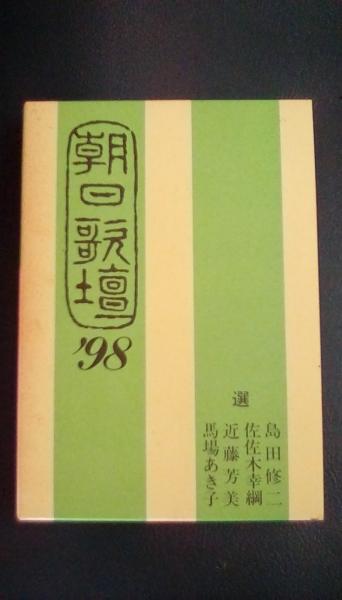 朝日歌壇
'98
選
島田修二
佐佐木幸綱
近藤芳美
馬場あき子